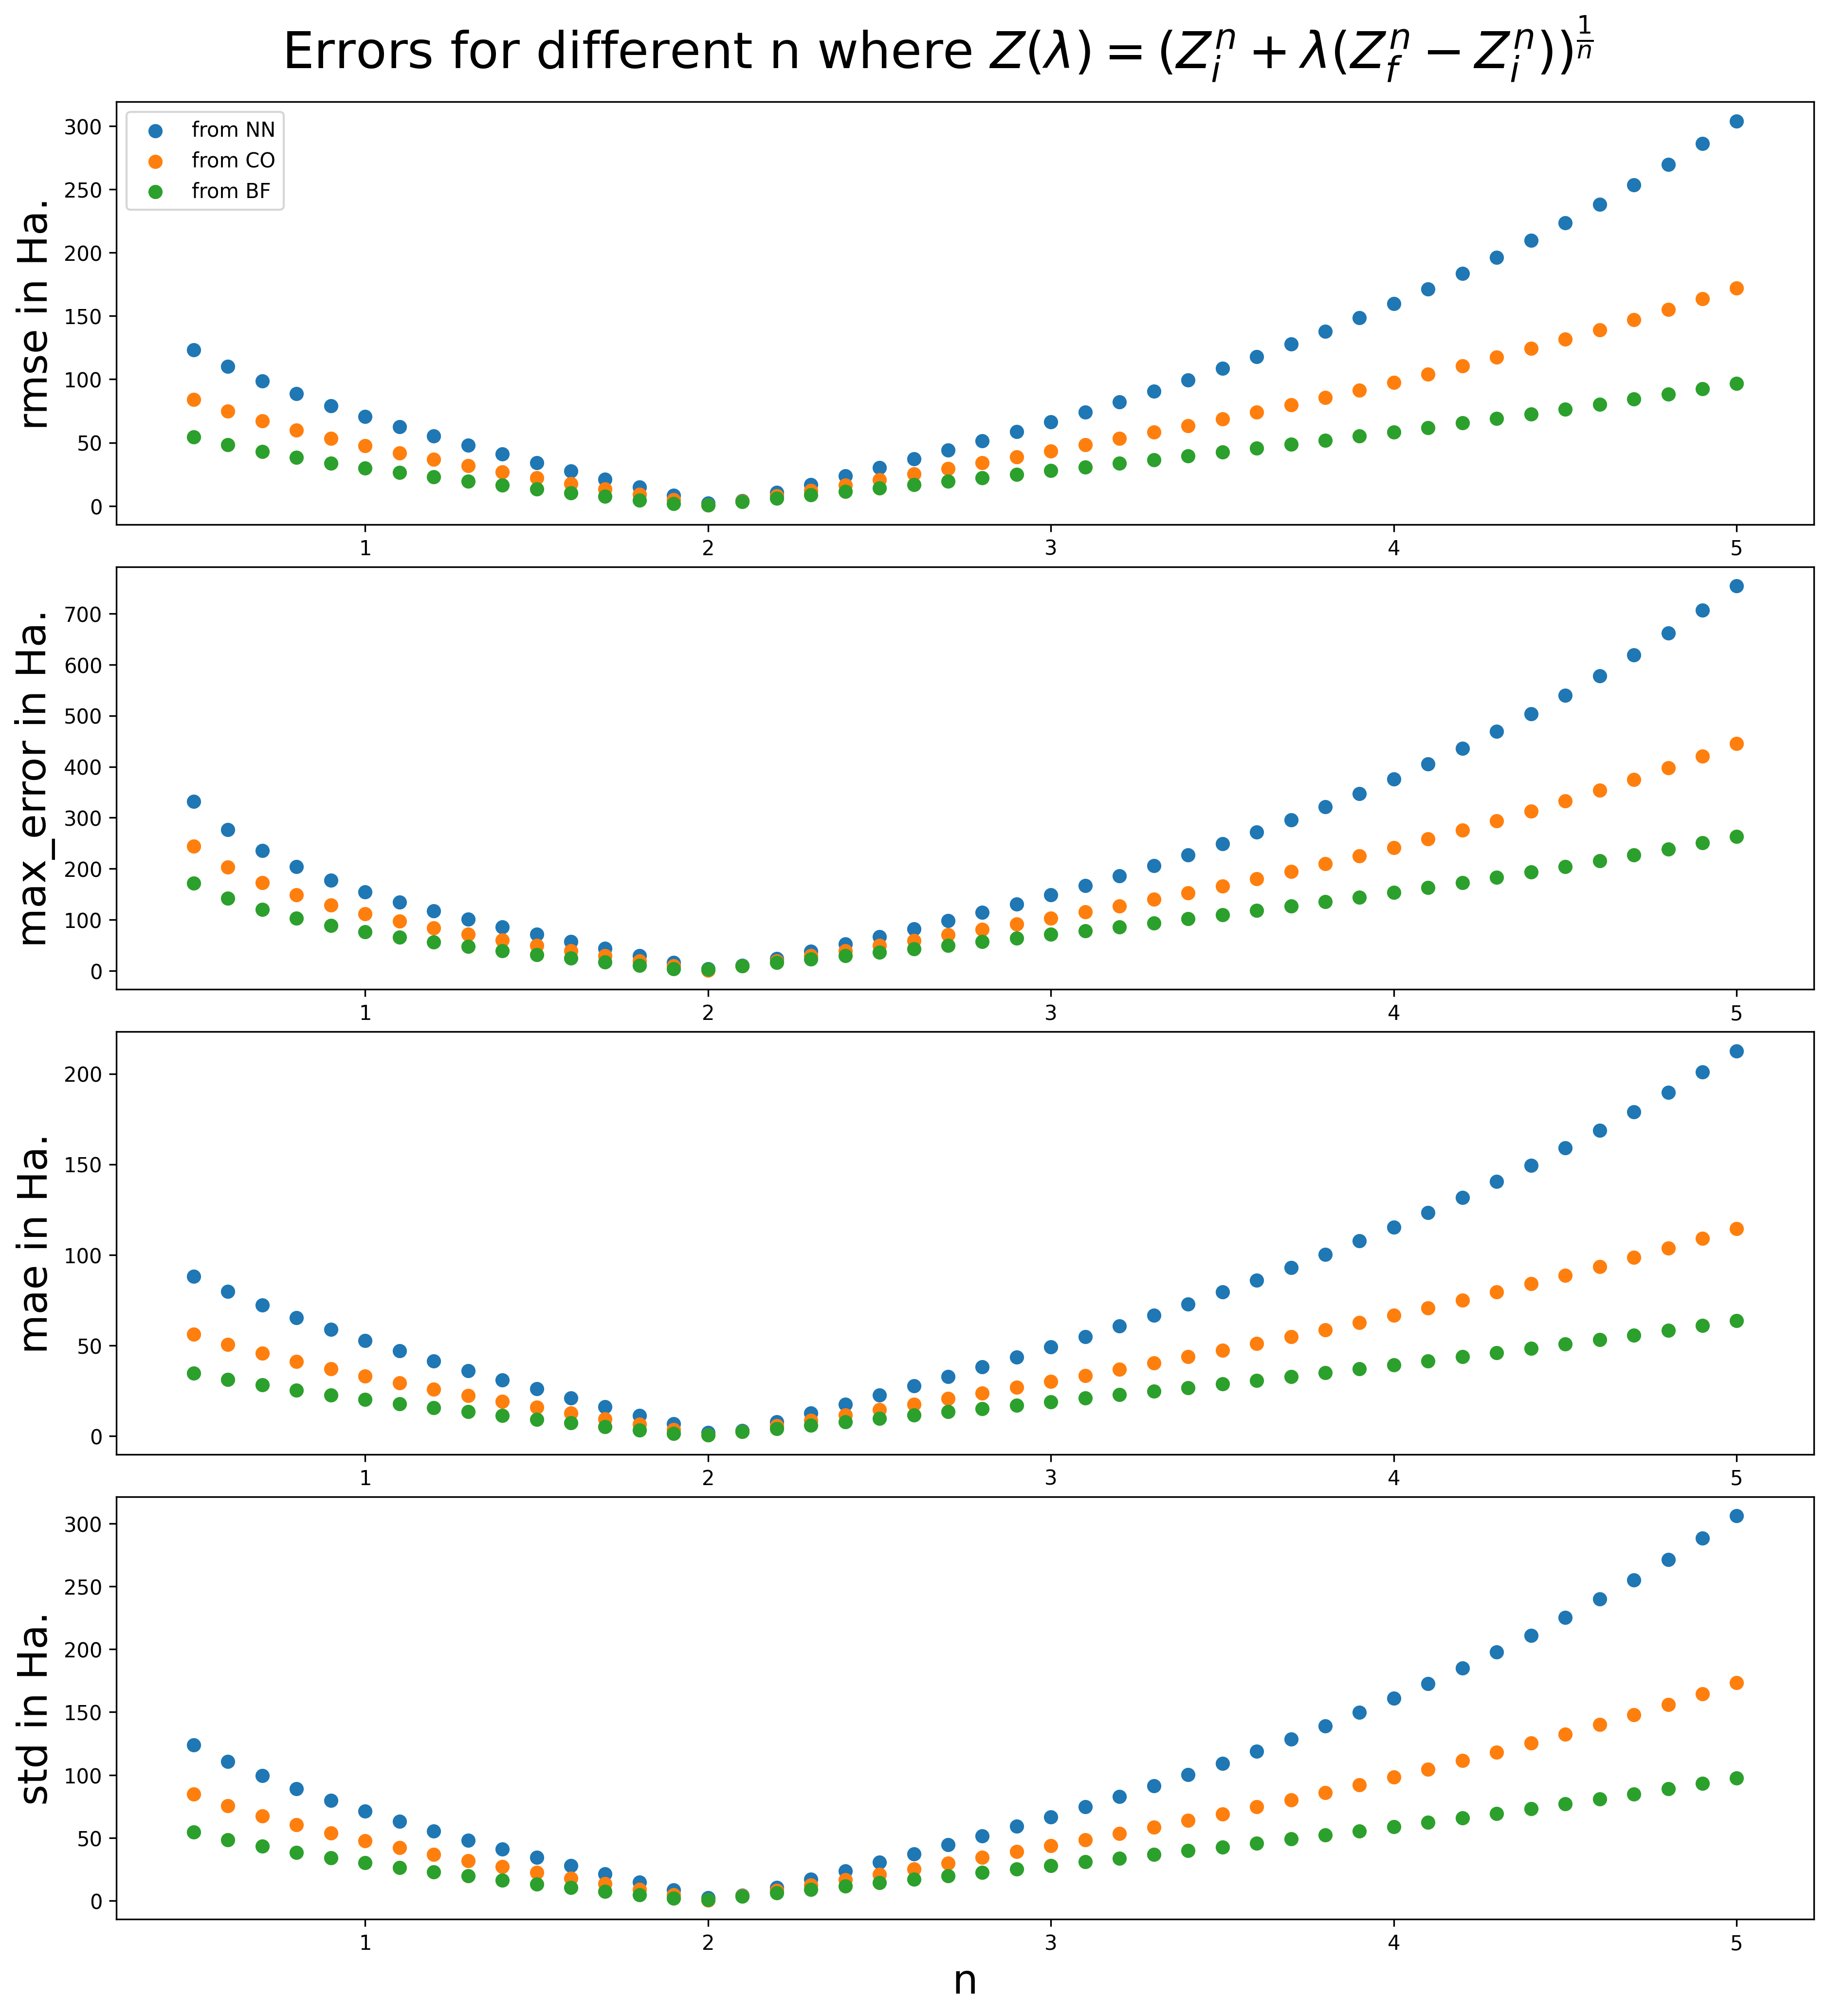 Errors for different n where Z(λ) = (Z_i^n + λ(Z_f^n − Z_i^n))^{1/n}
from NN
from CO
from BF
rmse in Ha.
300
250
200
150
100
50
0
1 2 3 4 5
max_error in Ha.
700
600
500
400
300
200
100
0
1 2 3 4 5
mae in Ha.
200
150
100
50
0
1 2 3 4 5
std in Ha.
300
250
200
150
100
50
0
1 2 3 4 5
n